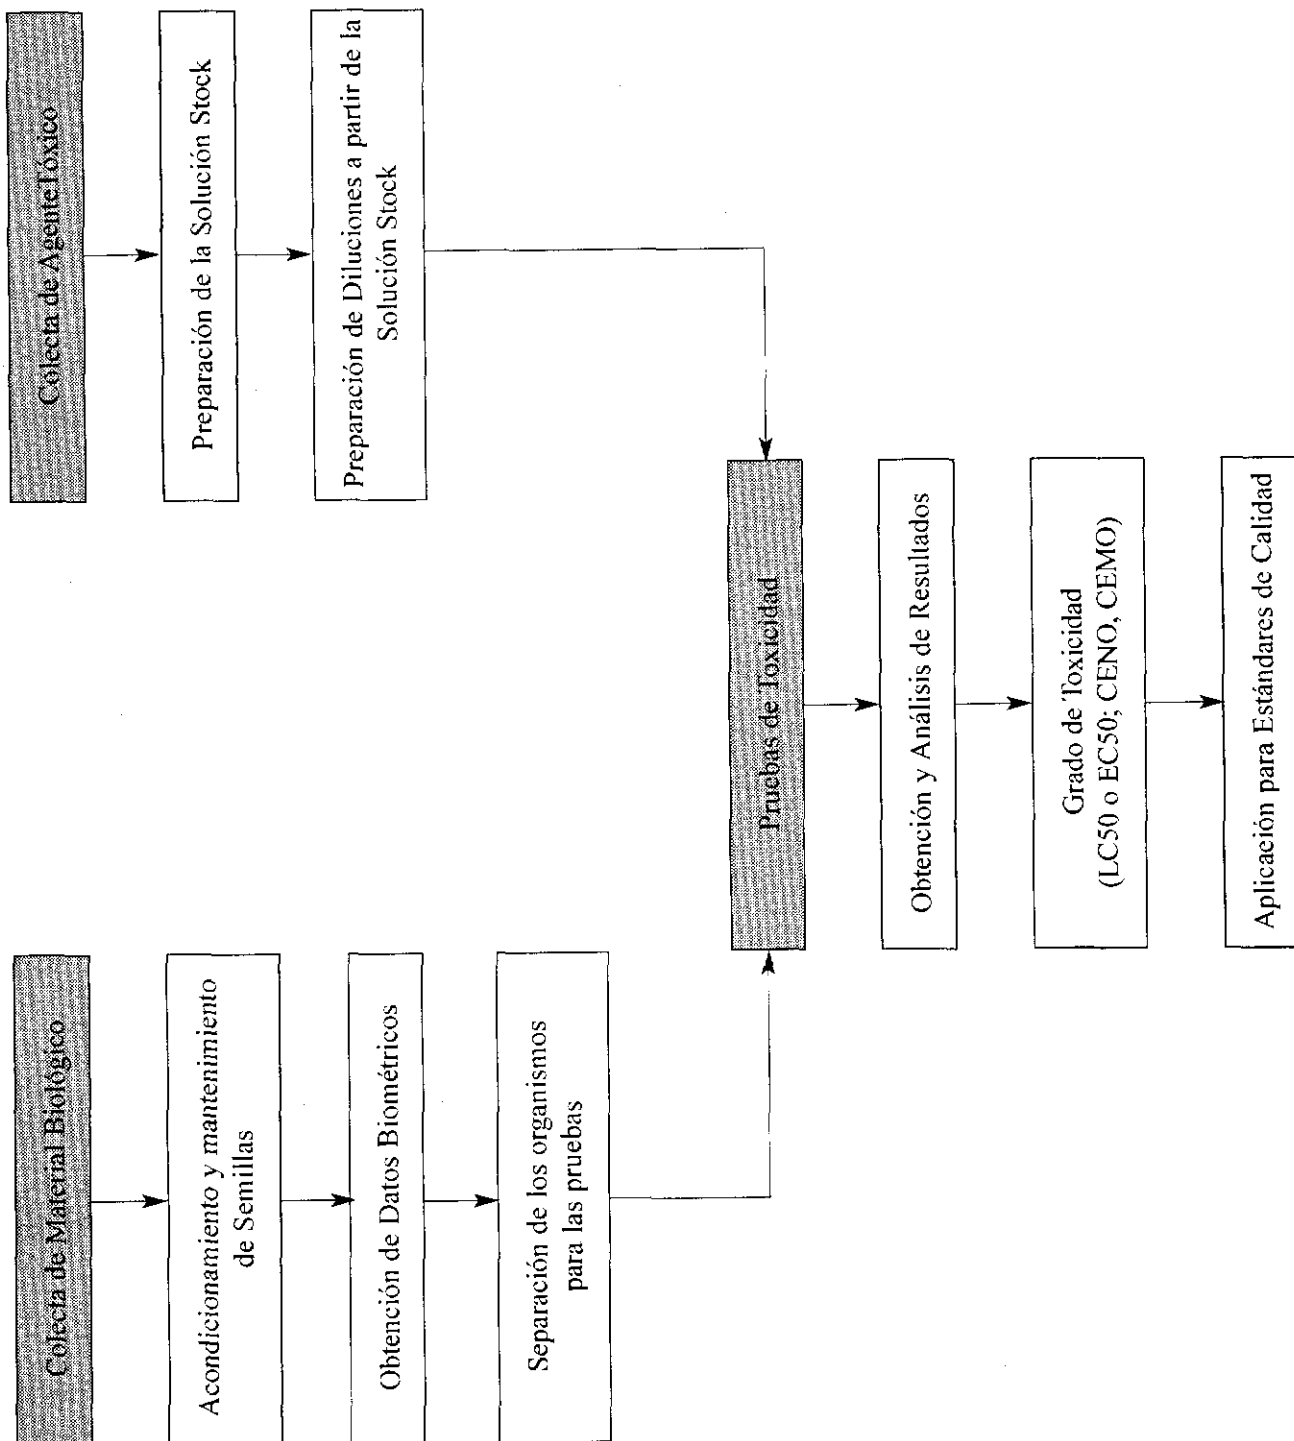 Colecta de Material Biológico
Acondicionamiento y mantenimiento
de Semillas
Obtención de Datos Biométricos
Separación de los organismos
para las pruebas
Colecta de AgenteTóxico
Preparación de la Solución Stock
Preparación de Diluciones a partir de la
Solución Stock
Pruebas de Toxicidad
Obtención y Análisis de Resultados
Grado de Toxicidad
(LC50 o EC50; CENO, CEMO)
Aplicación para Estándares de Calidad